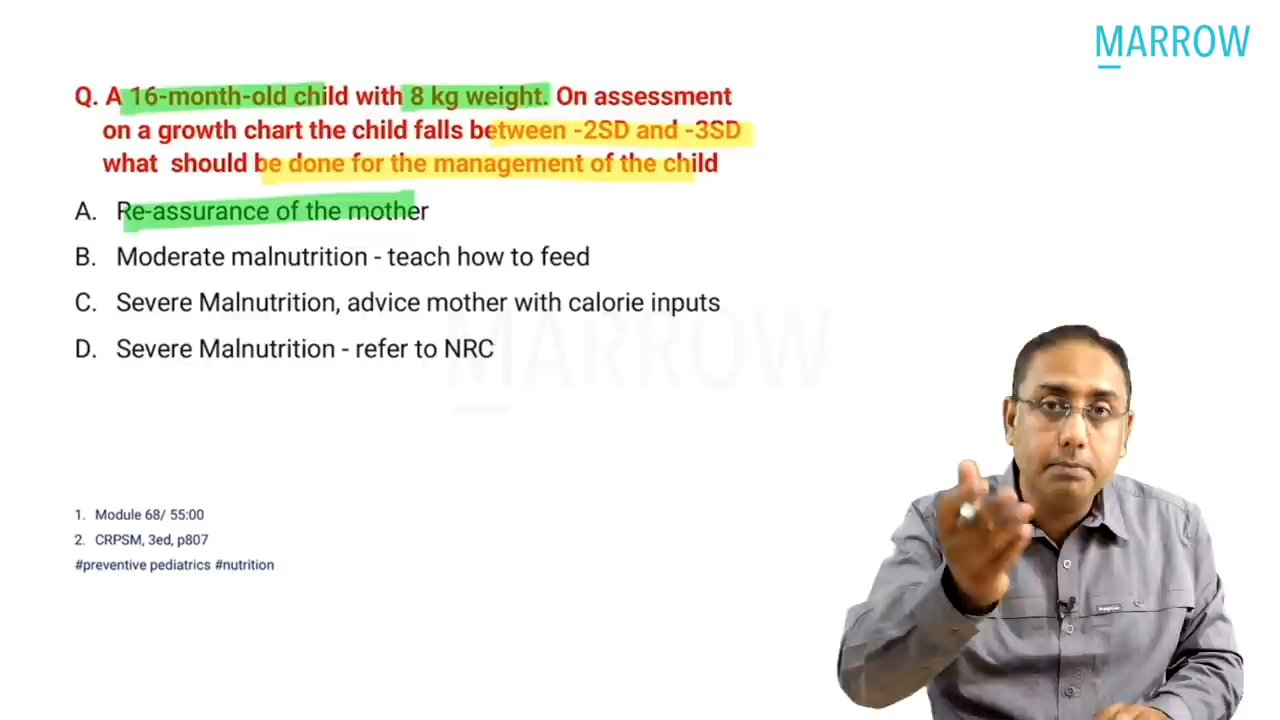 MARROW
Q. A 16-month-old child with 8 kg weight. On assessment
on a growth chart the child falls between -2SD and -3SD
what should be done for the management of the child
A. Re-assurance of the mother
B. Moderate malnutrition - teach how to feed
C. Severe Malnutrition, advice mother with calorie inputs
MARROW
D. Severe Malnutrition - refer to NRC
1. Module 68/ 55:00
2. CRPSM, 3ed, p807
#preventive pediatrics #nutrition